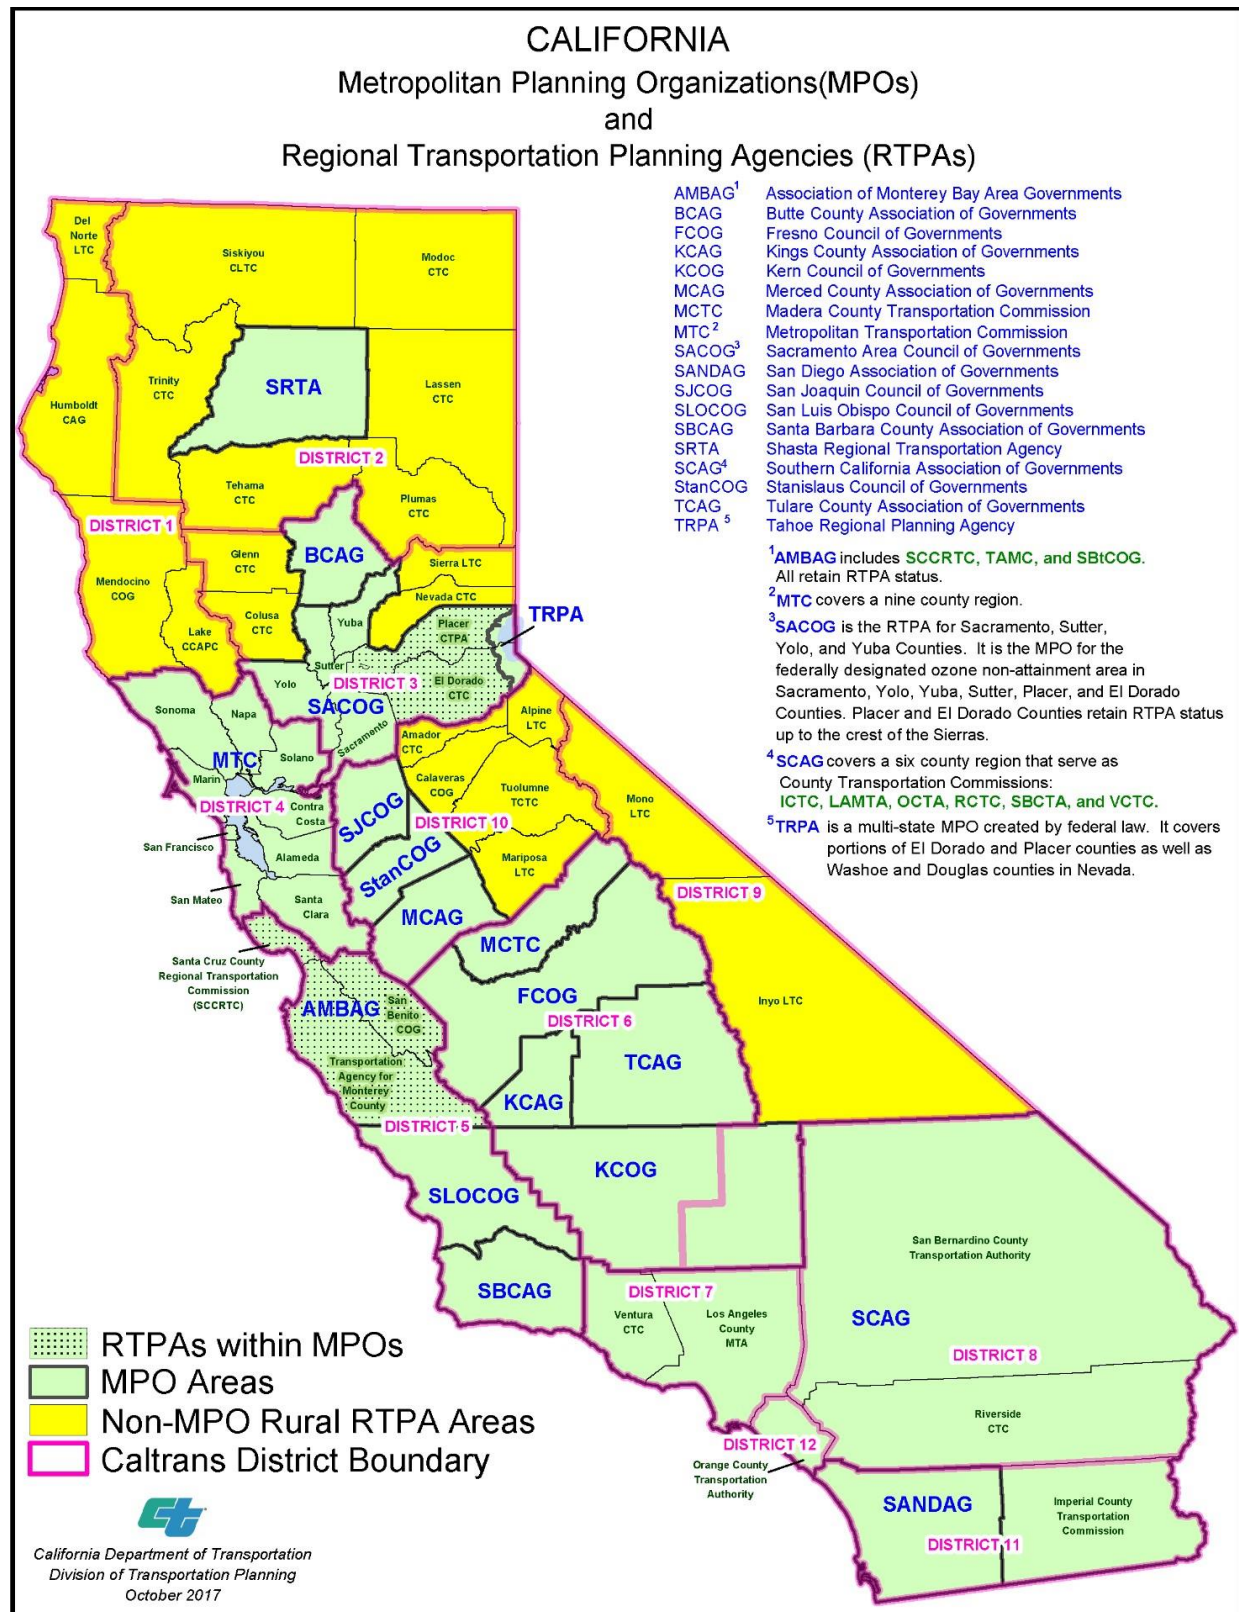 CALIFORNIA
Metropolitan Planning Organizations(MPOs)
and
Regional Transportation Planning Agencies (RTPAs)
AMBAG¹ Association of Monterey Bay Area Governments
BCAG Butte County Association of Governments
FCOG Fresno Council of Governments
KCAG Kings County Association of Governments
KCOG Kern Council of Governments
MCAG Merced County Association of Governments
MCTC Madera County Transportation Commission
MTC ² Metropolitan Transportation Commission
SACOG³ Sacramento Area Council of Governments
SANDAG San Diego Association of Governments
SJCOG San Joaquin Council of Governments
SLOCOG San Luis Obispo Council of Governments
SBCAG Santa Barbara County Association of Governments
SRTA Shasta Regional Transportation Agency
SCAG⁴ Southern California Association of Governments
StanCOG Stanislaus Council of Governments
TCAG Tulare County Association of Governments
TRPA ⁵ Tahoe Regional Planning Agency
¹AMBAG includes SCCRTC, TAMC, and SBtCOG.
All retain RTPA status.
²MTC covers a nine county region.
³SACOG is the RTPA for Sacramento, Sutter,
Yolo, and Yuba Counties. It is the MPO for the
federally designated ozone non-attainment area in
Sacramento, Yolo, Yuba, Sutter, Placer, and El Dorado
Counties. Placer and El Dorado Counties retain RTPA status
up to the crest of the Sierras.
⁴ SCAG covers a six county region that serve as
County Transportation Commissions:
ICTC, LAMTA, OCTA, RCTC, SBCTA, and VCTC.
⁵TRPA is a multi-state MPO created by federal law. It covers
portions of El Dorado and Placer counties as well as
Washoe and Douglas counties in Nevada.
Del
Norte
LTC
Siskiyou
CLTC
Modoc
CTC
Humboldt
CAG
Trinity
CTC
SRTA
Lassen
CTC
DISTRICT 2
Tehama
CTC
Plumas
CTC
DISTRICT 1
BCAG
Glenn
CTC
Sierra LTC
Mendocino
COG
Nevada CTC
Lake
CCAPC
Colusa
CTC
Yuba
Placer
CTPA
TRPA
Sutter
Yolo
DISTRICT 3
El Dorado
CTC
SACOG
Sacramento
Sonoma
Napa
Solano
MTC
Marin
DISTRICT 4
Contra
Costa
San Francisco
Alameda
San Mateo
Santa
Clara
Alpine
LTC
Amador
CTC
Calaveras
COG
Tuolumne
TCTC
Mono
LTC
SJCOG
DISTRICT 10
StanCOG
Mariposa
LTC
DISTRICT 9
MCAG
MCTC
Santa Cruz County
Regional Transportation
Commission
(SCCRTC)
AMBAG
San
Benito
COG
FCOG
DISTRICT 6
Inyo LTC
Transportation
Agency for
Monterey
County
TCAG
KCAG
DISTRICT 5
KCOG
SLOCOG
San Bernardino County
Transportation Authority
SBCAG
DISTRICT 7
Ventura
CTC
Los Angeles
County
MTA
SCAG
DISTRICT 8
Riverside
CTC
DISTRICT 12
Orange County
Transportation
Authority
SANDAG
Imperial County
Transportation
Commission
DISTRICT 11
RTPAs within MPOs
MPO Areas
Non-MPO Rural RTPA Areas
Caltrans District Boundary
ct
California Department of Transportation
Division of Transportation Planning
October 2017